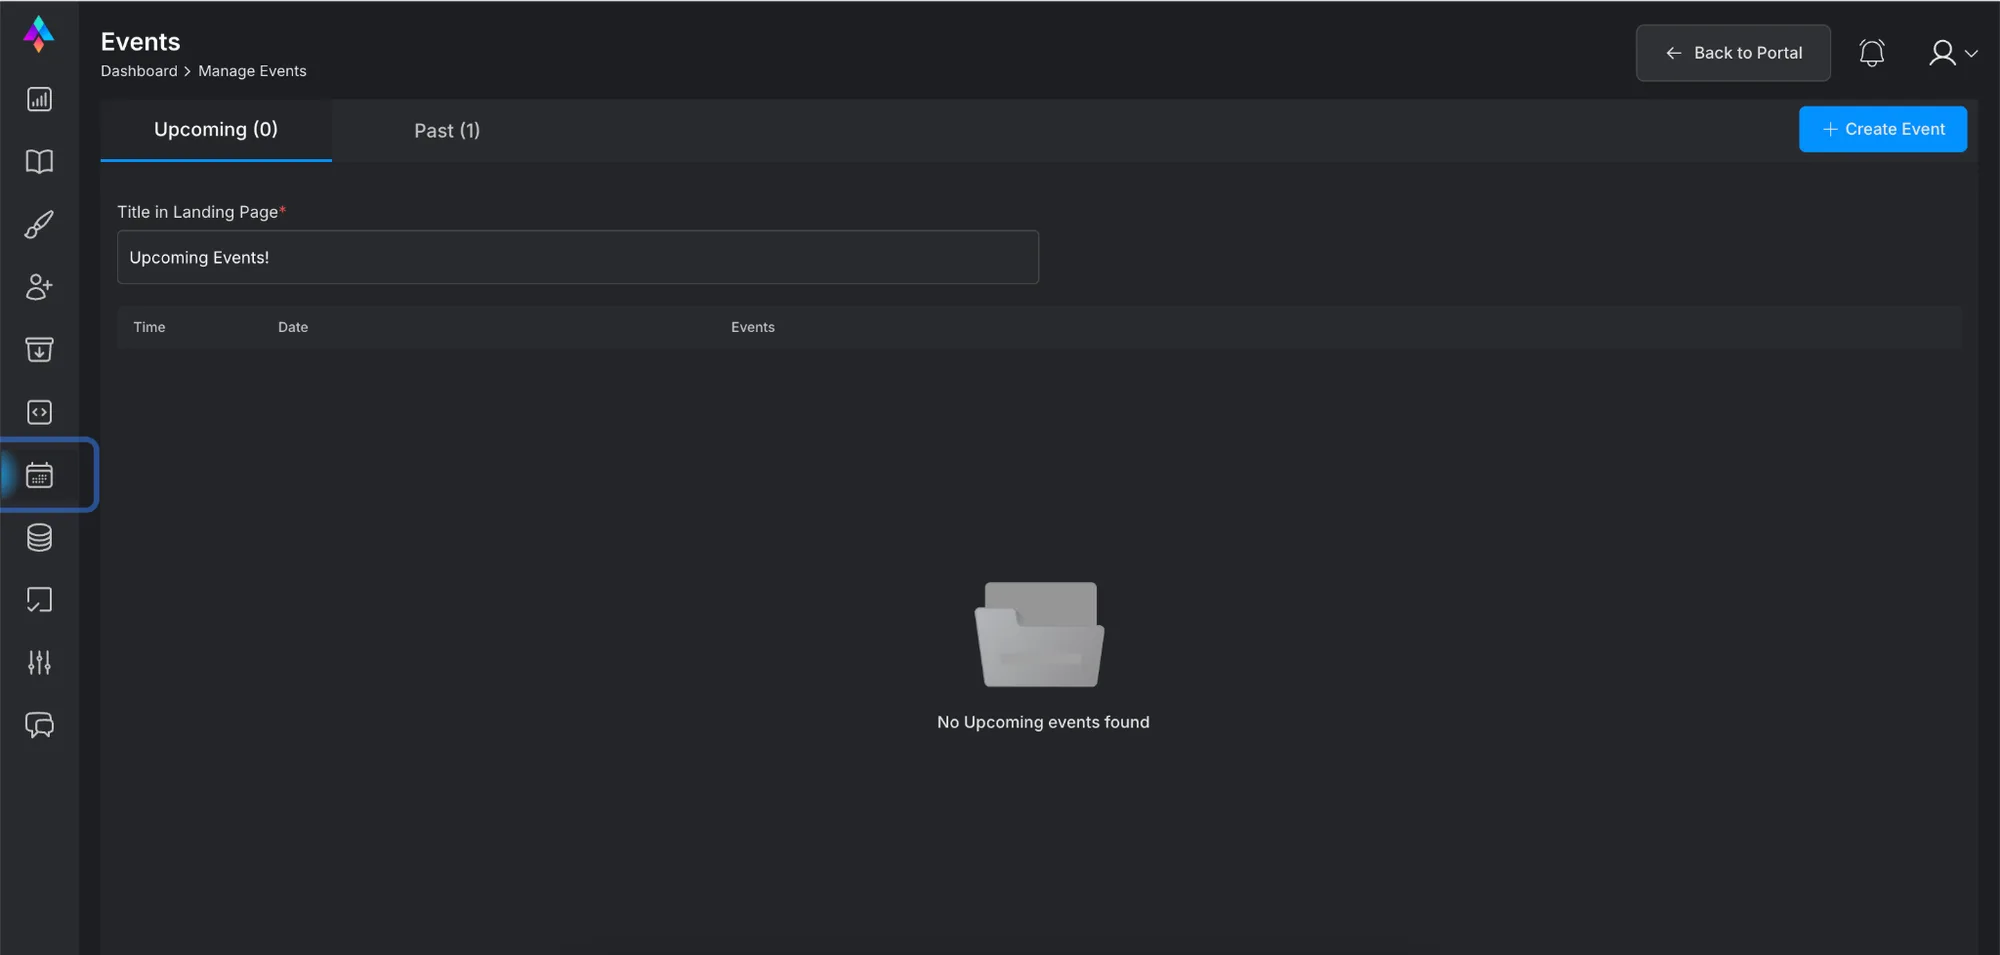 Events
Dashboard > Manage Events
Back to Portal
Upcoming (0)
Past (1)
+ Create Event
Title in Landing Page*
Upcoming Events!
Time Date Events
No Upcoming events found